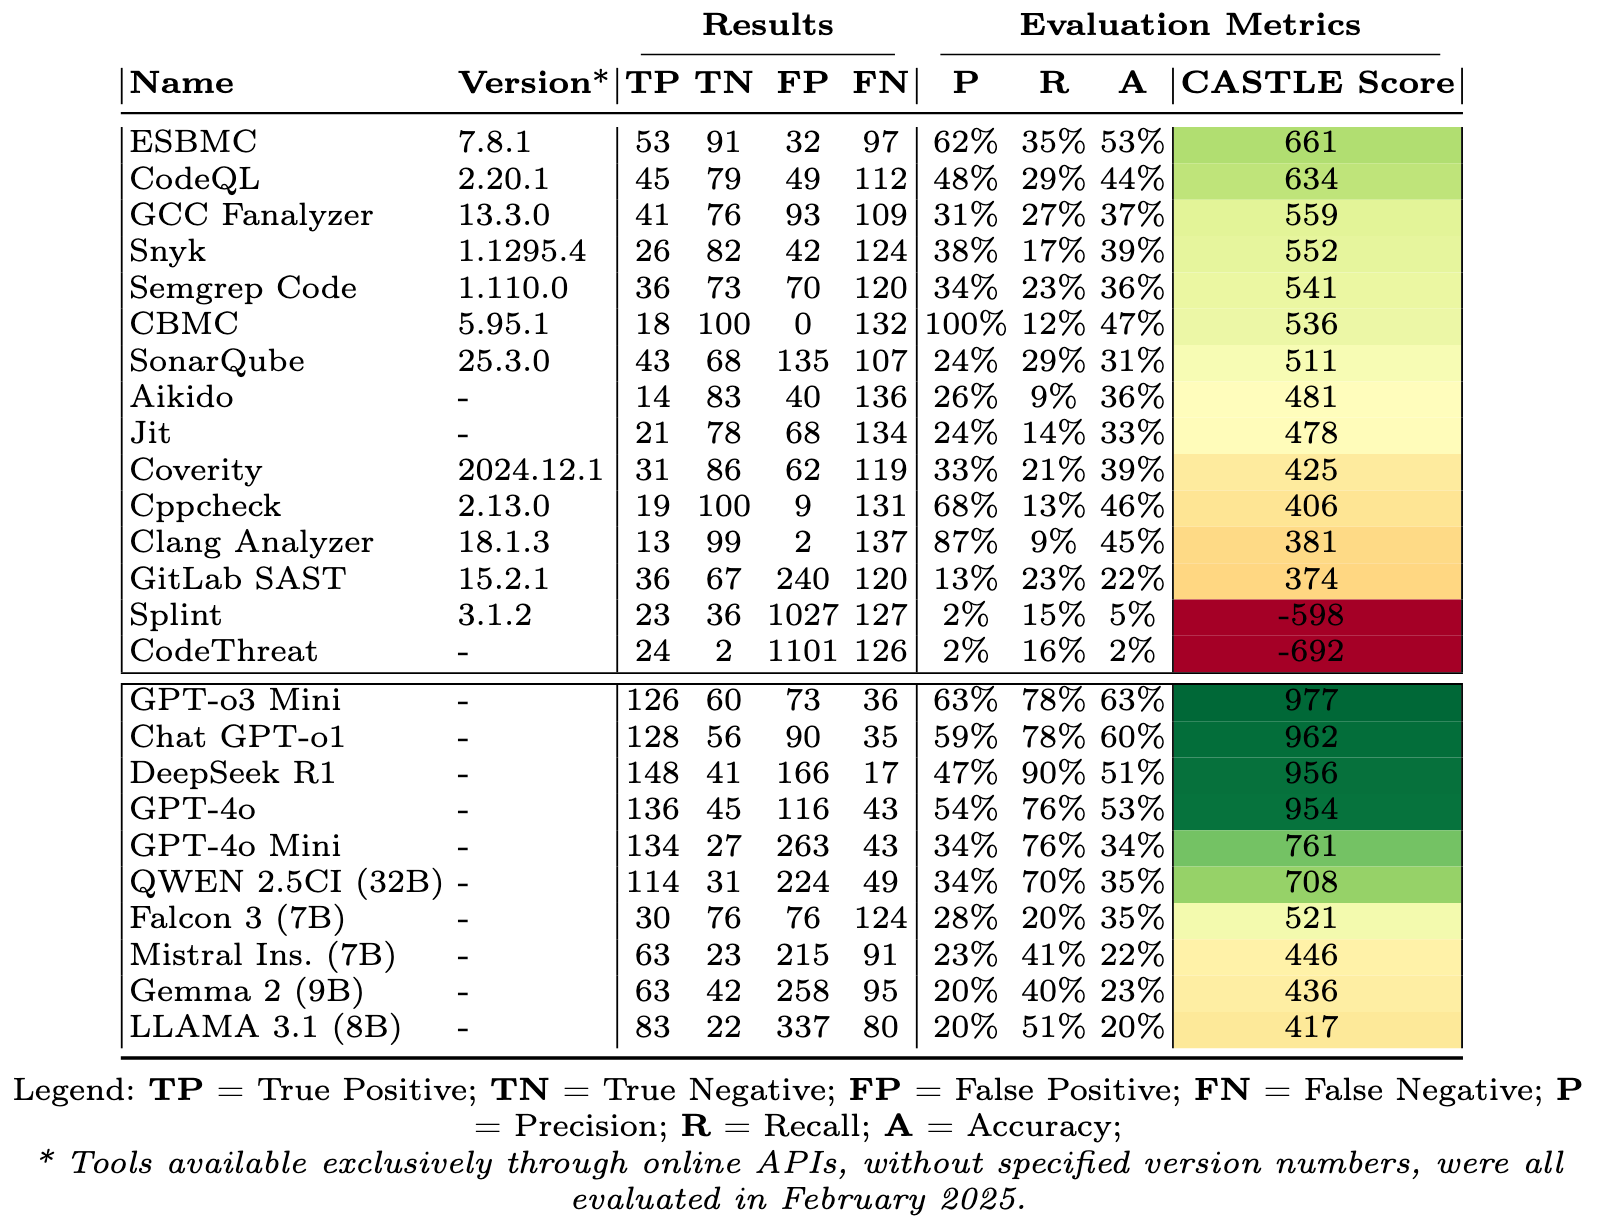 Results Evaluation Metrics
Name Version* TP TN FP FN P R A CASTLE Score
ESBMC 7.8.1 53 91 32 97 62% 35% 53% 661
CodeQL 2.20.1 45 79 49 112 48% 29% 44% 634
GCC Fanalyzer 13.3.0 41 76 93 109 31% 27% 37% 559
Snyk 1.1295.4 26 82 42 124 38% 17% 39% 552
Semgrep Code 1.110.0 36 73 70 120 34% 23% 36% 541
CBMC 5.95.1 18 100 0 132 100% 12% 47% 536
SonarQube 25.3.0 43 68 135 107 24% 29% 31% 511
Aikido - 14 83 40 136 26% 9% 36% 481
Jit - 21 78 68 134 24% 14% 33% 478
Coverity 2024.12.1 31 86 62 119 33% 21% 39% 425
Cppcheck 2.13.0 19 100 9 131 68% 13% 46% 406
Clang Analyzer 18.1.3 13 99 2 137 87% 9% 45% 381
GitLab SAST 15.2.1 36 67 240 120 13% 23% 22% 374
Splint 3.1.2 23 36 1027 127 2% 15% 5% -598
CodeThreat - 24 2 1101 126 2% 16% 2% -692
GPT-o3 Mini - 126 60 73 36 63% 78% 63% 977
Chat GPT-o1 - 128 56 90 35 59% 78% 60% 962
DeepSeek R1 - 148 41 166 17 47% 90% 51% 956
GPT-4o - 136 45 116 43 54% 76% 53% 954
GPT-4o Mini - 134 27 263 43 34% 76% 34% 761
QWEN 2.5CI (32B) - 114 31 224 49 34% 70% 35% 708
Falcon 3 (7B) - 30 76 76 124 28% 20% 35% 521
Mistral Ins. (7B) - 63 23 215 91 23% 41% 22% 446
Gemma 2 (9B) - 63 42 258 95 20% 40% 23% 436
LLAMA 3.1 (8B) - 83 22 337 80 20% 51% 20% 417
Legend: TP = True Positive; TN = True Negative; FP = False Positive; FN = False Negative; P
= Precision; R = Recall; A = Accuracy;
* Tools available exclusively through online APIs, without specified version numbers, were all
evaluated in February 2025.